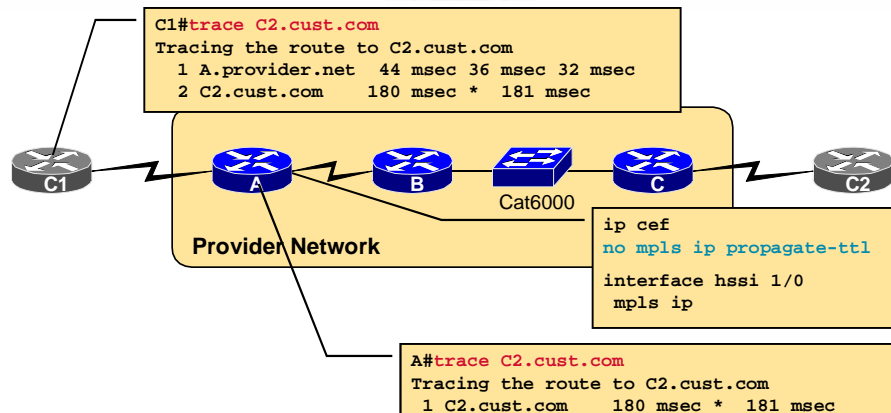 C1#trace C2.cust.com
Tracing the route to C2.cust.com
1 A.provider.net 44 msec 36 msec 32 msec
2 C2.cust.com 180 msec * 181 msec
C1
A
B
Cat6000
C
C2
Provider Network
ip cef
no mpls ip propagate-ttl
interface hssi 1/0
mpls ip
A#trace C2.cust.com
Tracing the route to C2.cust.com
1 C2.cust.com 180 msec * 181 msec